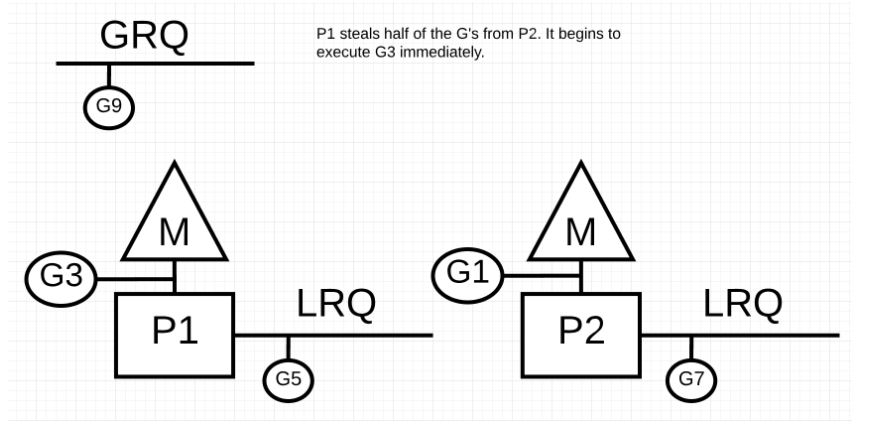 GRQ
P1 steals half of the G's from P2. It begins to
execute G3 immediately.
G9
M
M
G3
G1
P1
LRQ
P2
LRQ
G5
G7